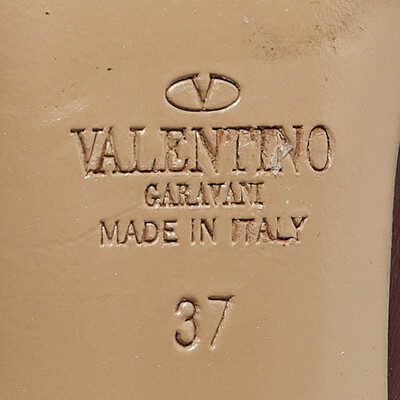 V
VALENTINO
GARAVANI
MADE IN ITALY
37